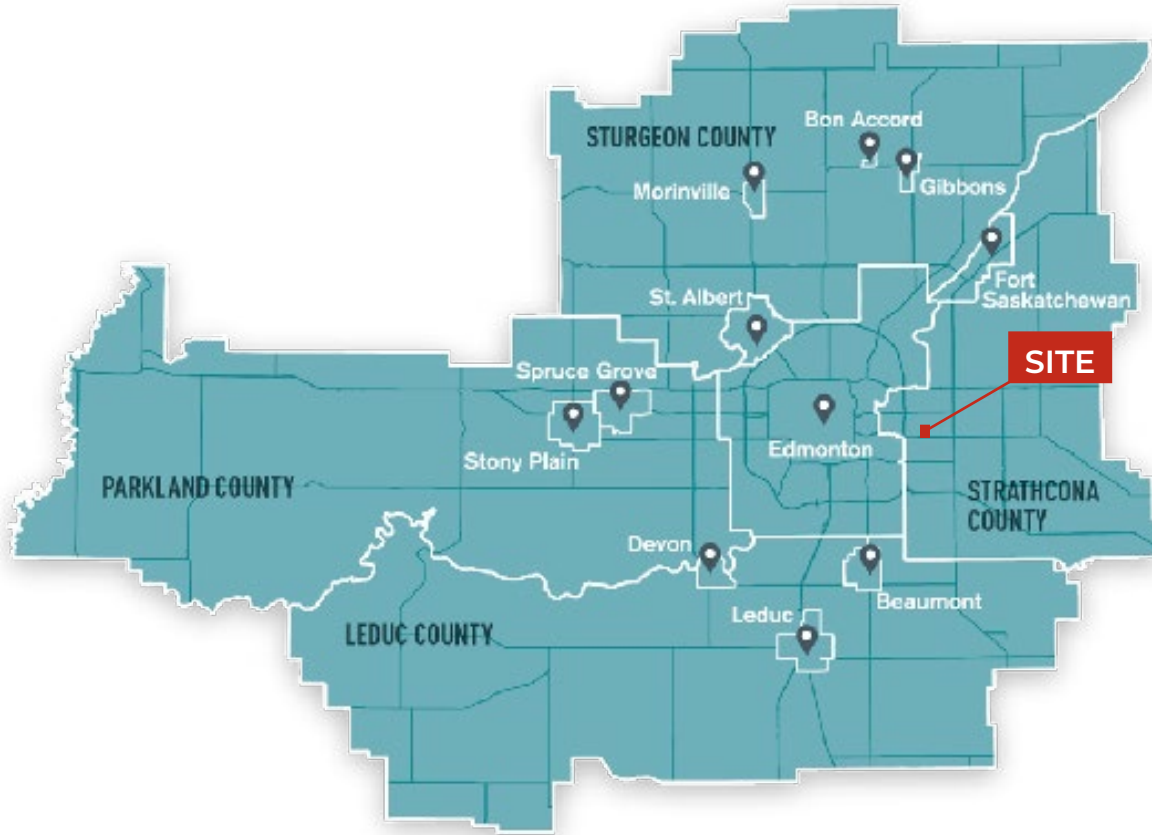 Bon Accord
STURGEON COUNTY
Morinville
Gibbons
Fort
Saskatchewan
St. Albert
SITE
Spruce Grove
Stony Plain
Edmonton
PARKLAND COUNTY
STRATHCONA
COUNTY
Devon
Beaumont
Leduc
LEDUC COUNTY